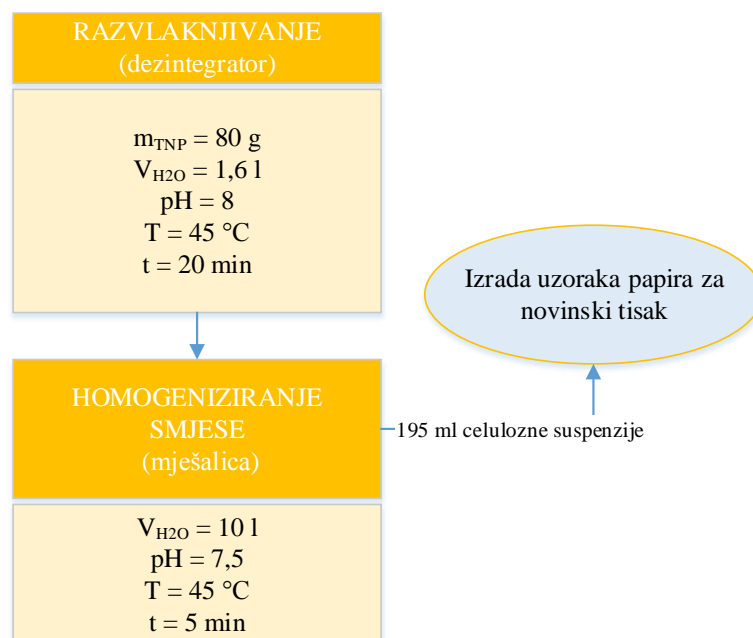 RAZVLAKNJIVANJE
(dezintegrator)
mTNP = 80 g
VH2O = 1,6 l
pH = 8
T = 45 °C
t = 20 min
Izrada uzoraka papira za
novinski tisak
HOMOGENIZIRANJE
SMJESE
(mješalica)
195 ml celulozne suspenzije
VH2O = 10 l
pH = 7,5
T = 45 °C
t = 5 min